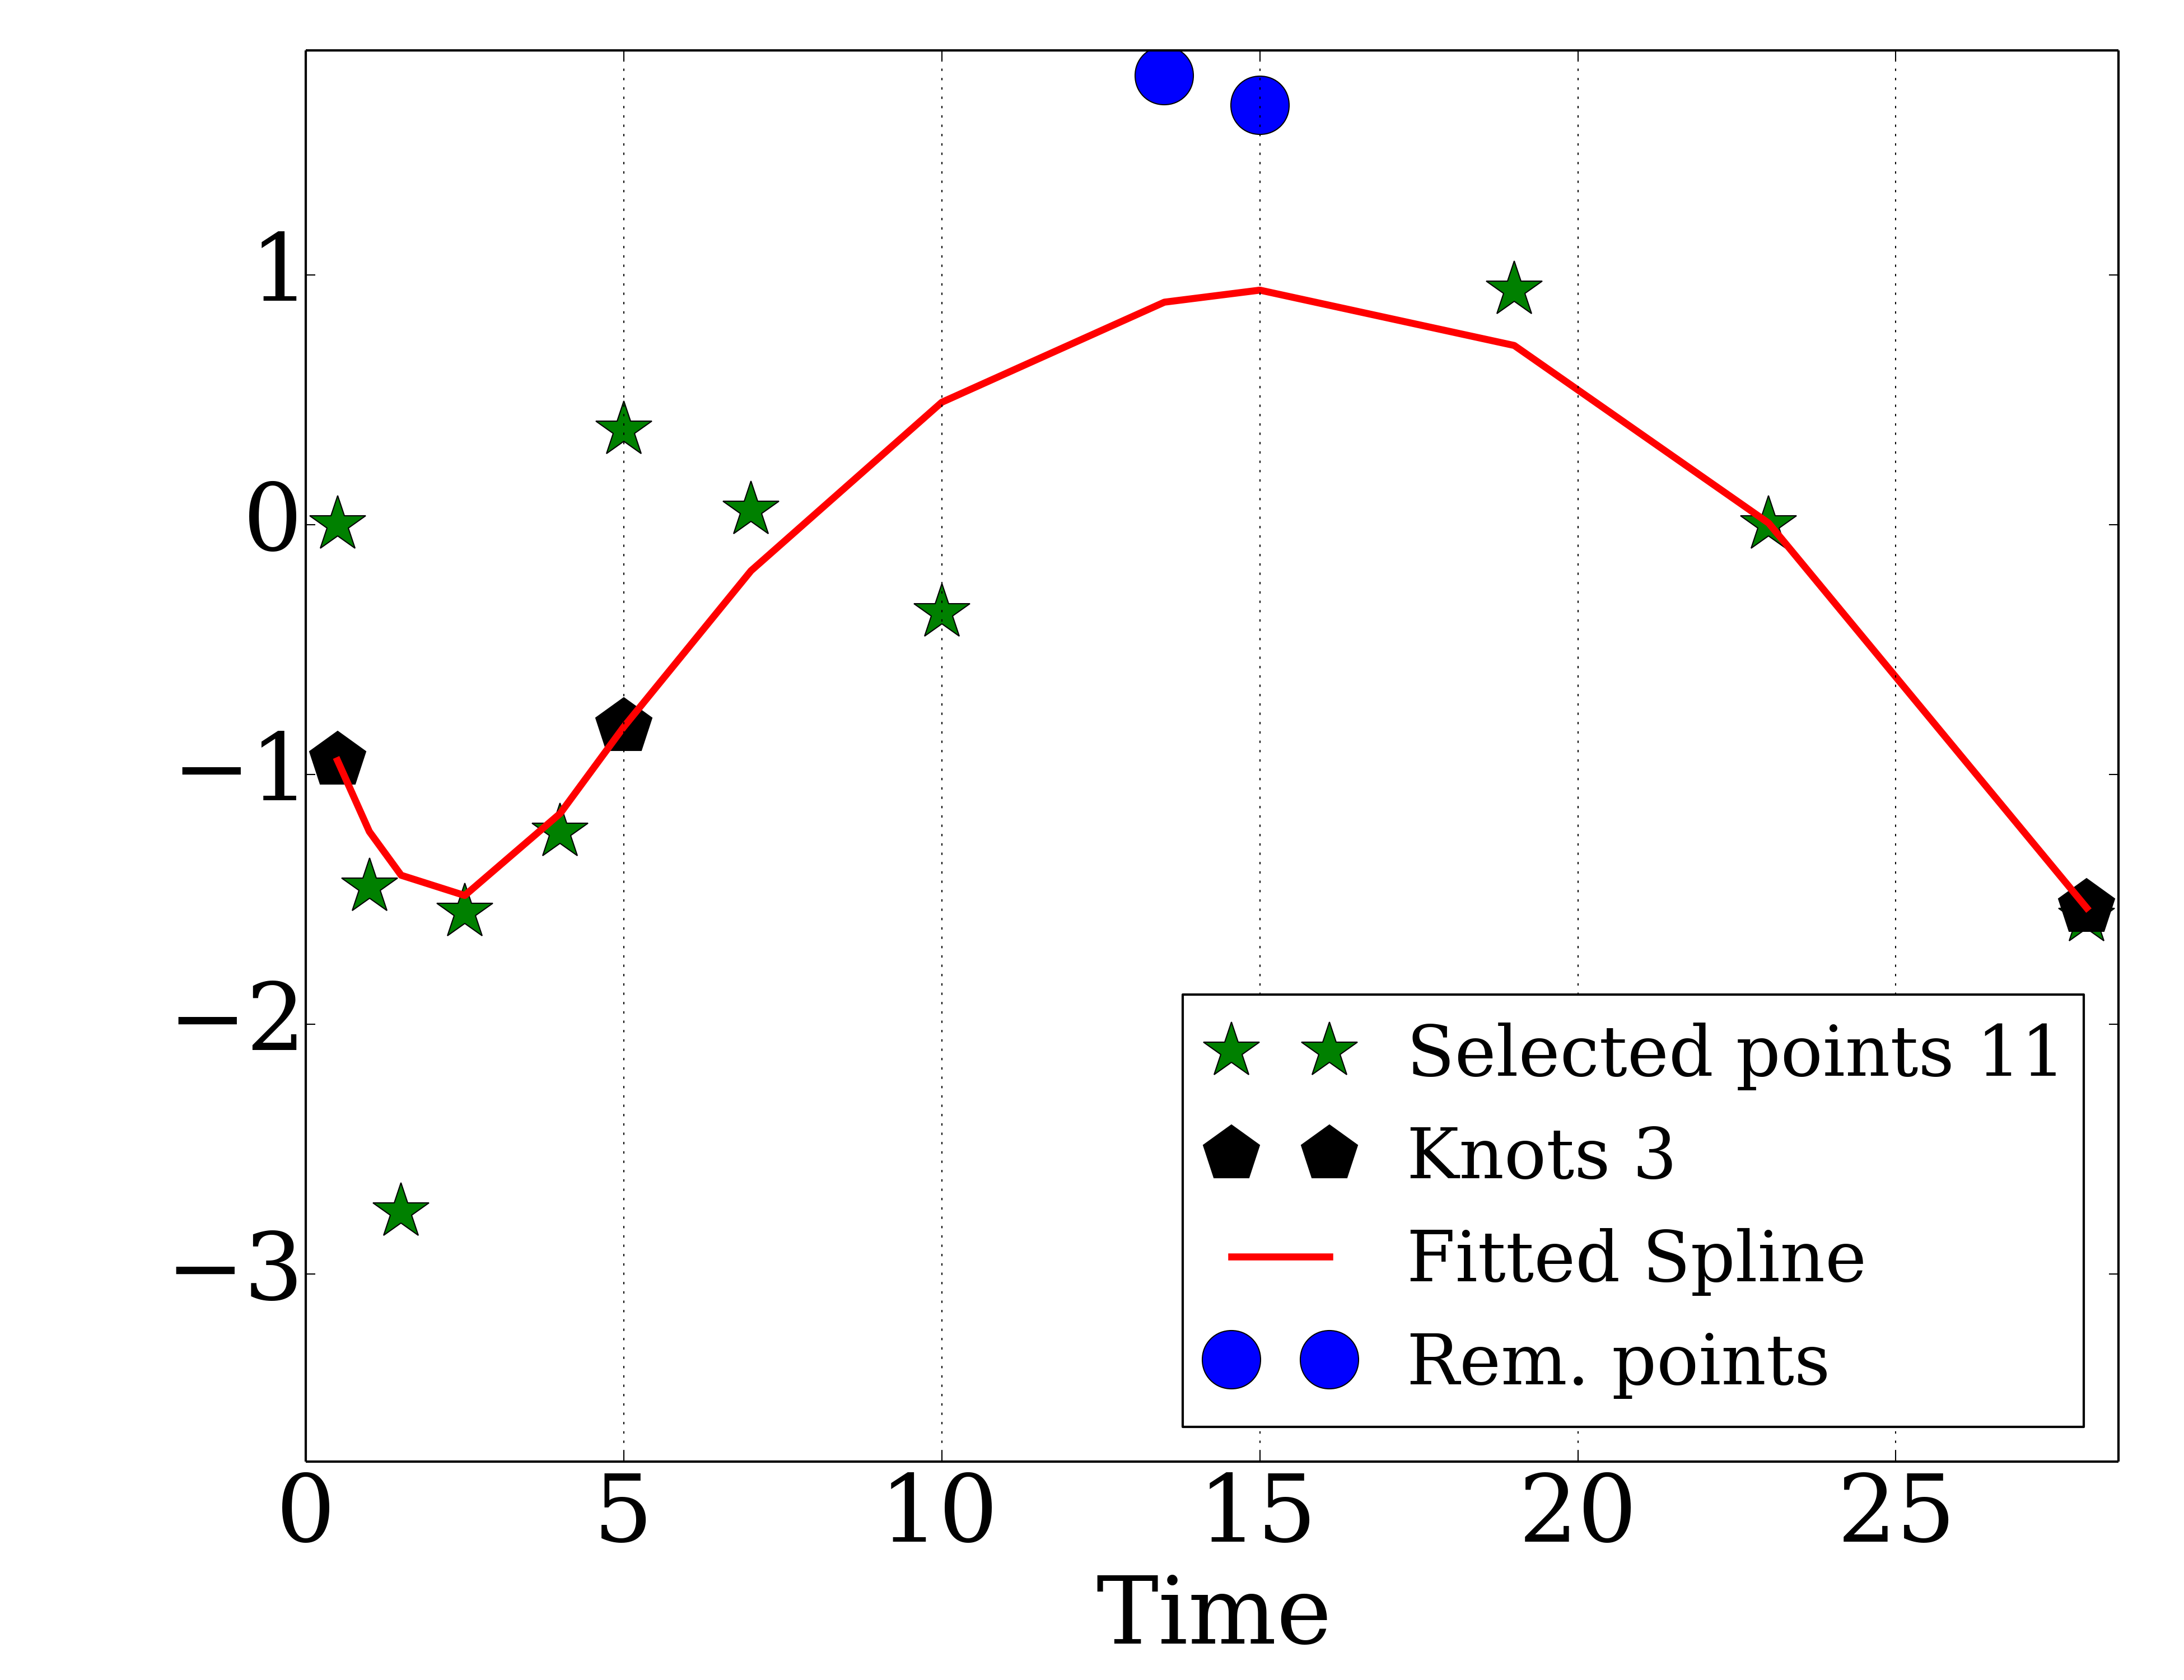 1
0
−1
−2
−3
0 5 10 15 20 25
Time
Selected points 11
Knots 3
Fitted Spline
Rem. points